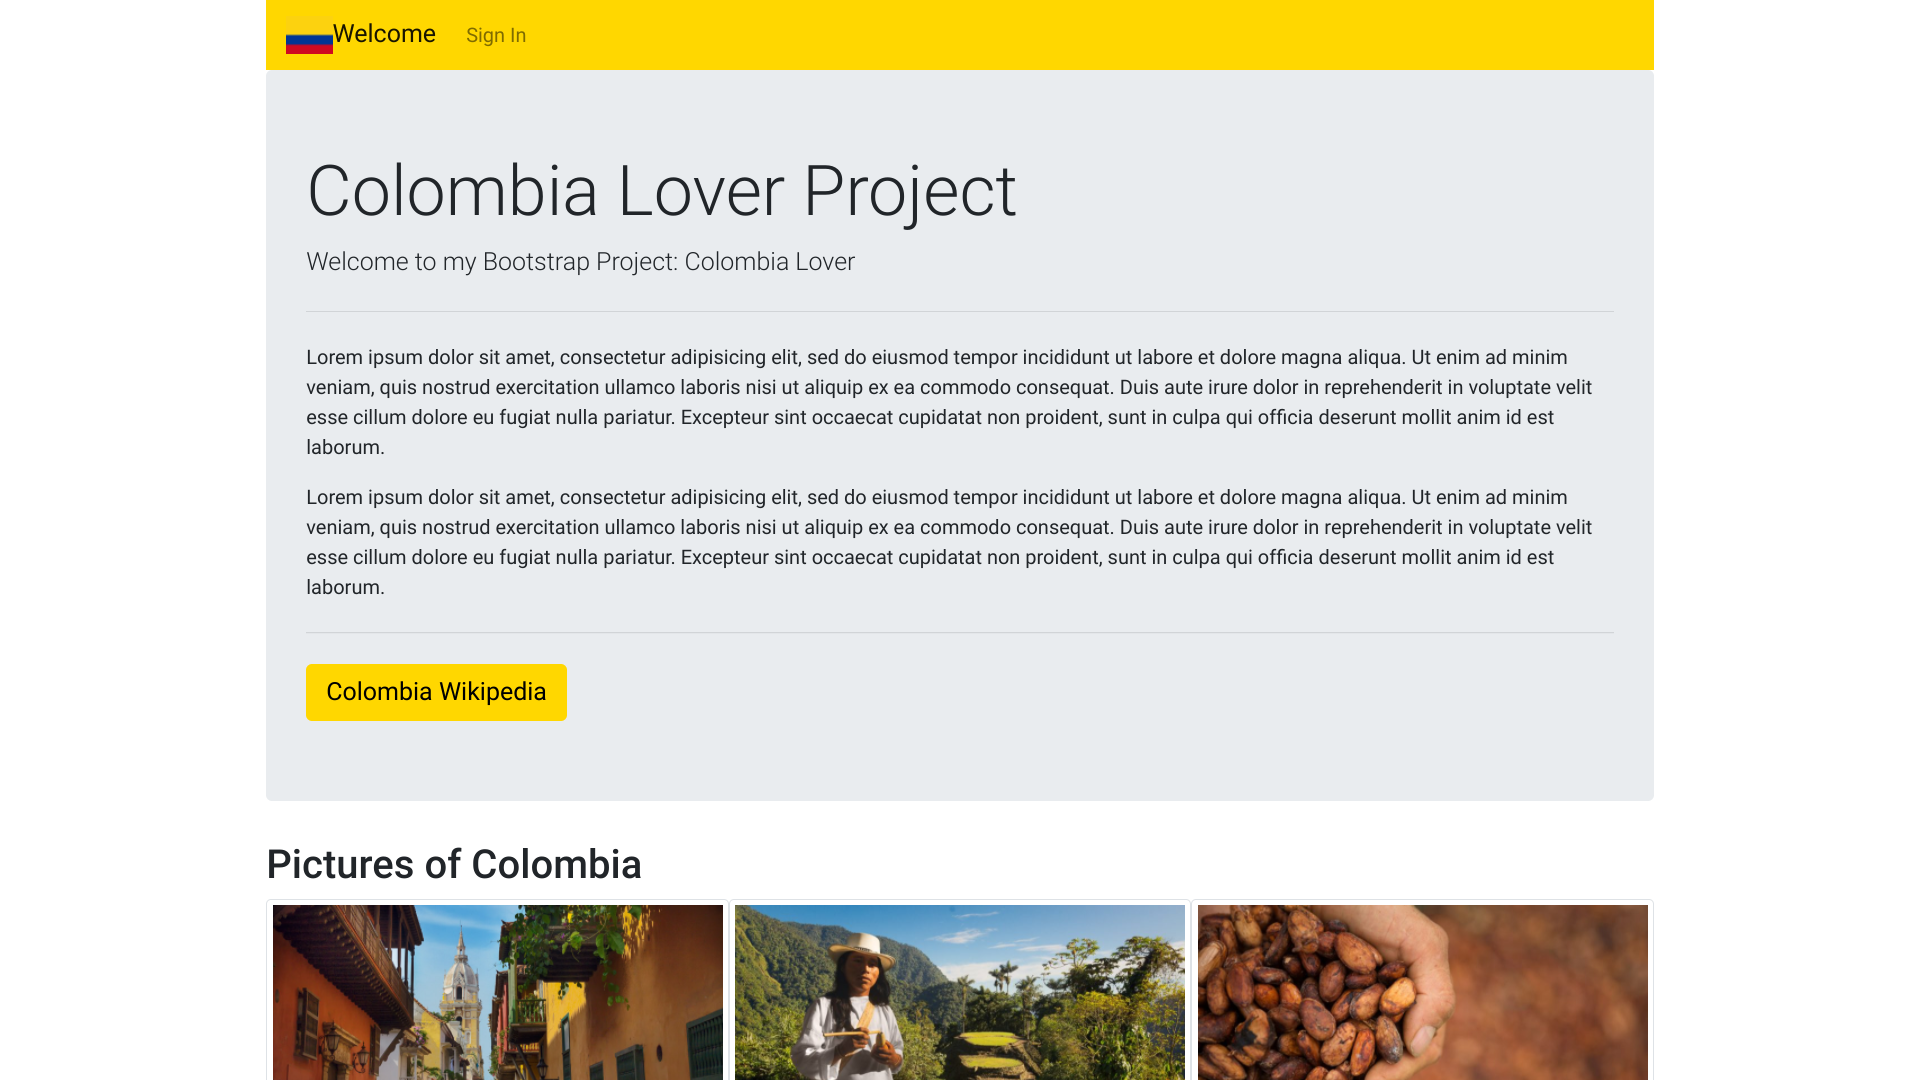 Welcome Sign In
Colombia Lover Project
Welcome to my Bootstrap Project: Colombia Lover
Lorem ipsum dolor sit amet, consectetur adipisicing elit, sed do eiusmod tempor incididunt ut labore et dolore magna aliqua. Ut enim ad minim
veniam, quis nostrud exercitation ullamco laboris nisi ut aliquip ex ea commodo consequat. Duis aute irure dolor in reprehenderit in voluptate velit
esse cillum dolore eu fugiat nulla pariatur. Excepteur sint occaecat cupidatat non proident, sunt in culpa qui officia deserunt mollit anim id est
laborum.
Lorem ipsum dolor sit amet, consectetur adipisicing elit, sed do eiusmod tempor incididunt ut labore et dolore magna aliqua. Ut enim ad minim
veniam, quis nostrud exercitation ullamco laboris nisi ut aliquip ex ea commodo consequat. Duis aute irure dolor in reprehenderit in voluptate velit
esse cillum dolore eu fugiat nulla pariatur. Excepteur sint occaecat cupidatat non proident, sunt in culpa qui officia deserunt mollit anim id est
laborum.
Colombia Wikipedia
Pictures of Colombia